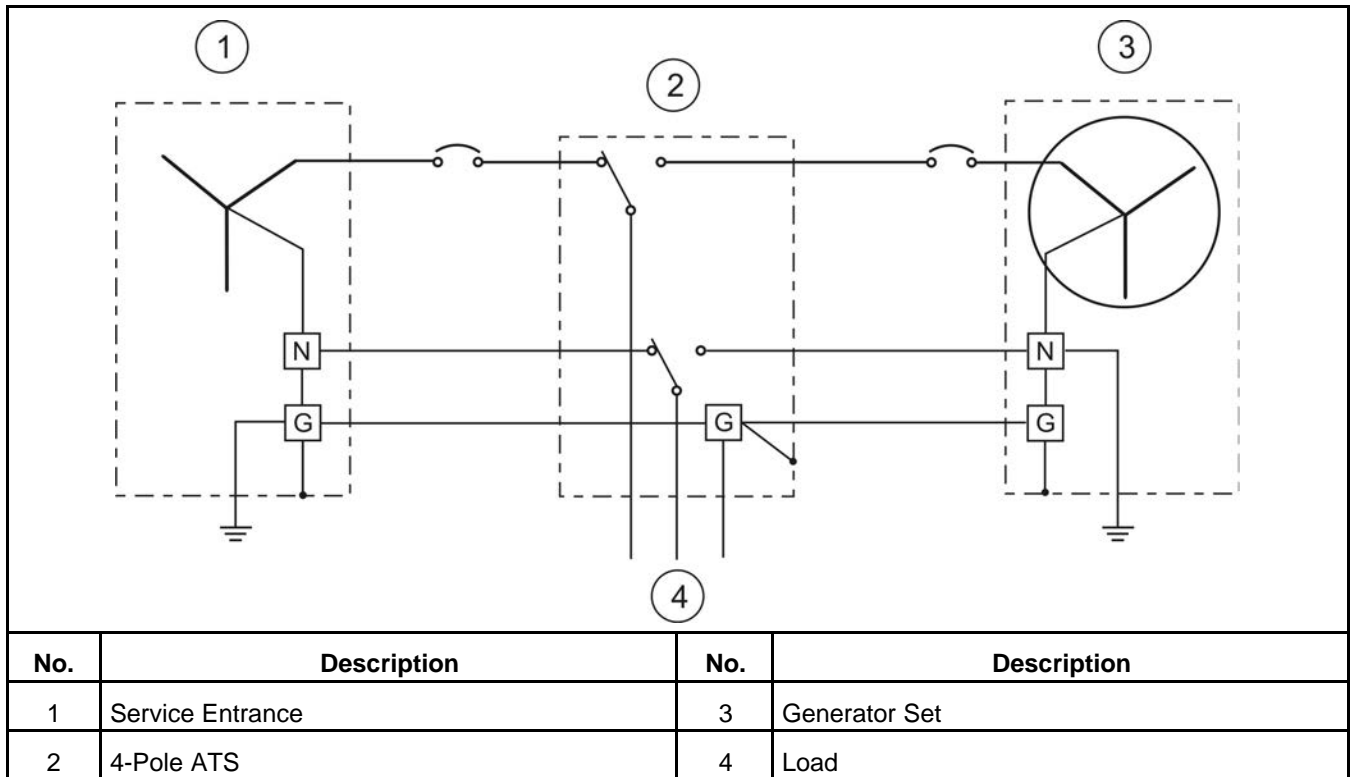 1
3
2
N
N
G
G
G
4
No. Description No. Description
1 Service Entrance 3 Generator Set
2 4-Pole ATS 4 Load